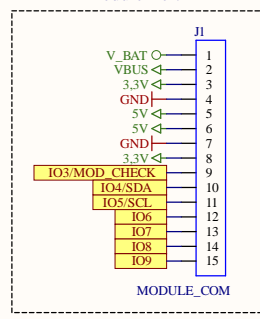 J1
V_BAT 1
VBUS 2
3,3V 3
GND 4
5V 5
5V 6
GND 7
3,3V 8
IO3/MOD_CHECK 9
IO4/SDA 10
IO5/SCL 11
IO6 12
IO7 13
IO8 14
IO9 15
MODULE_COM